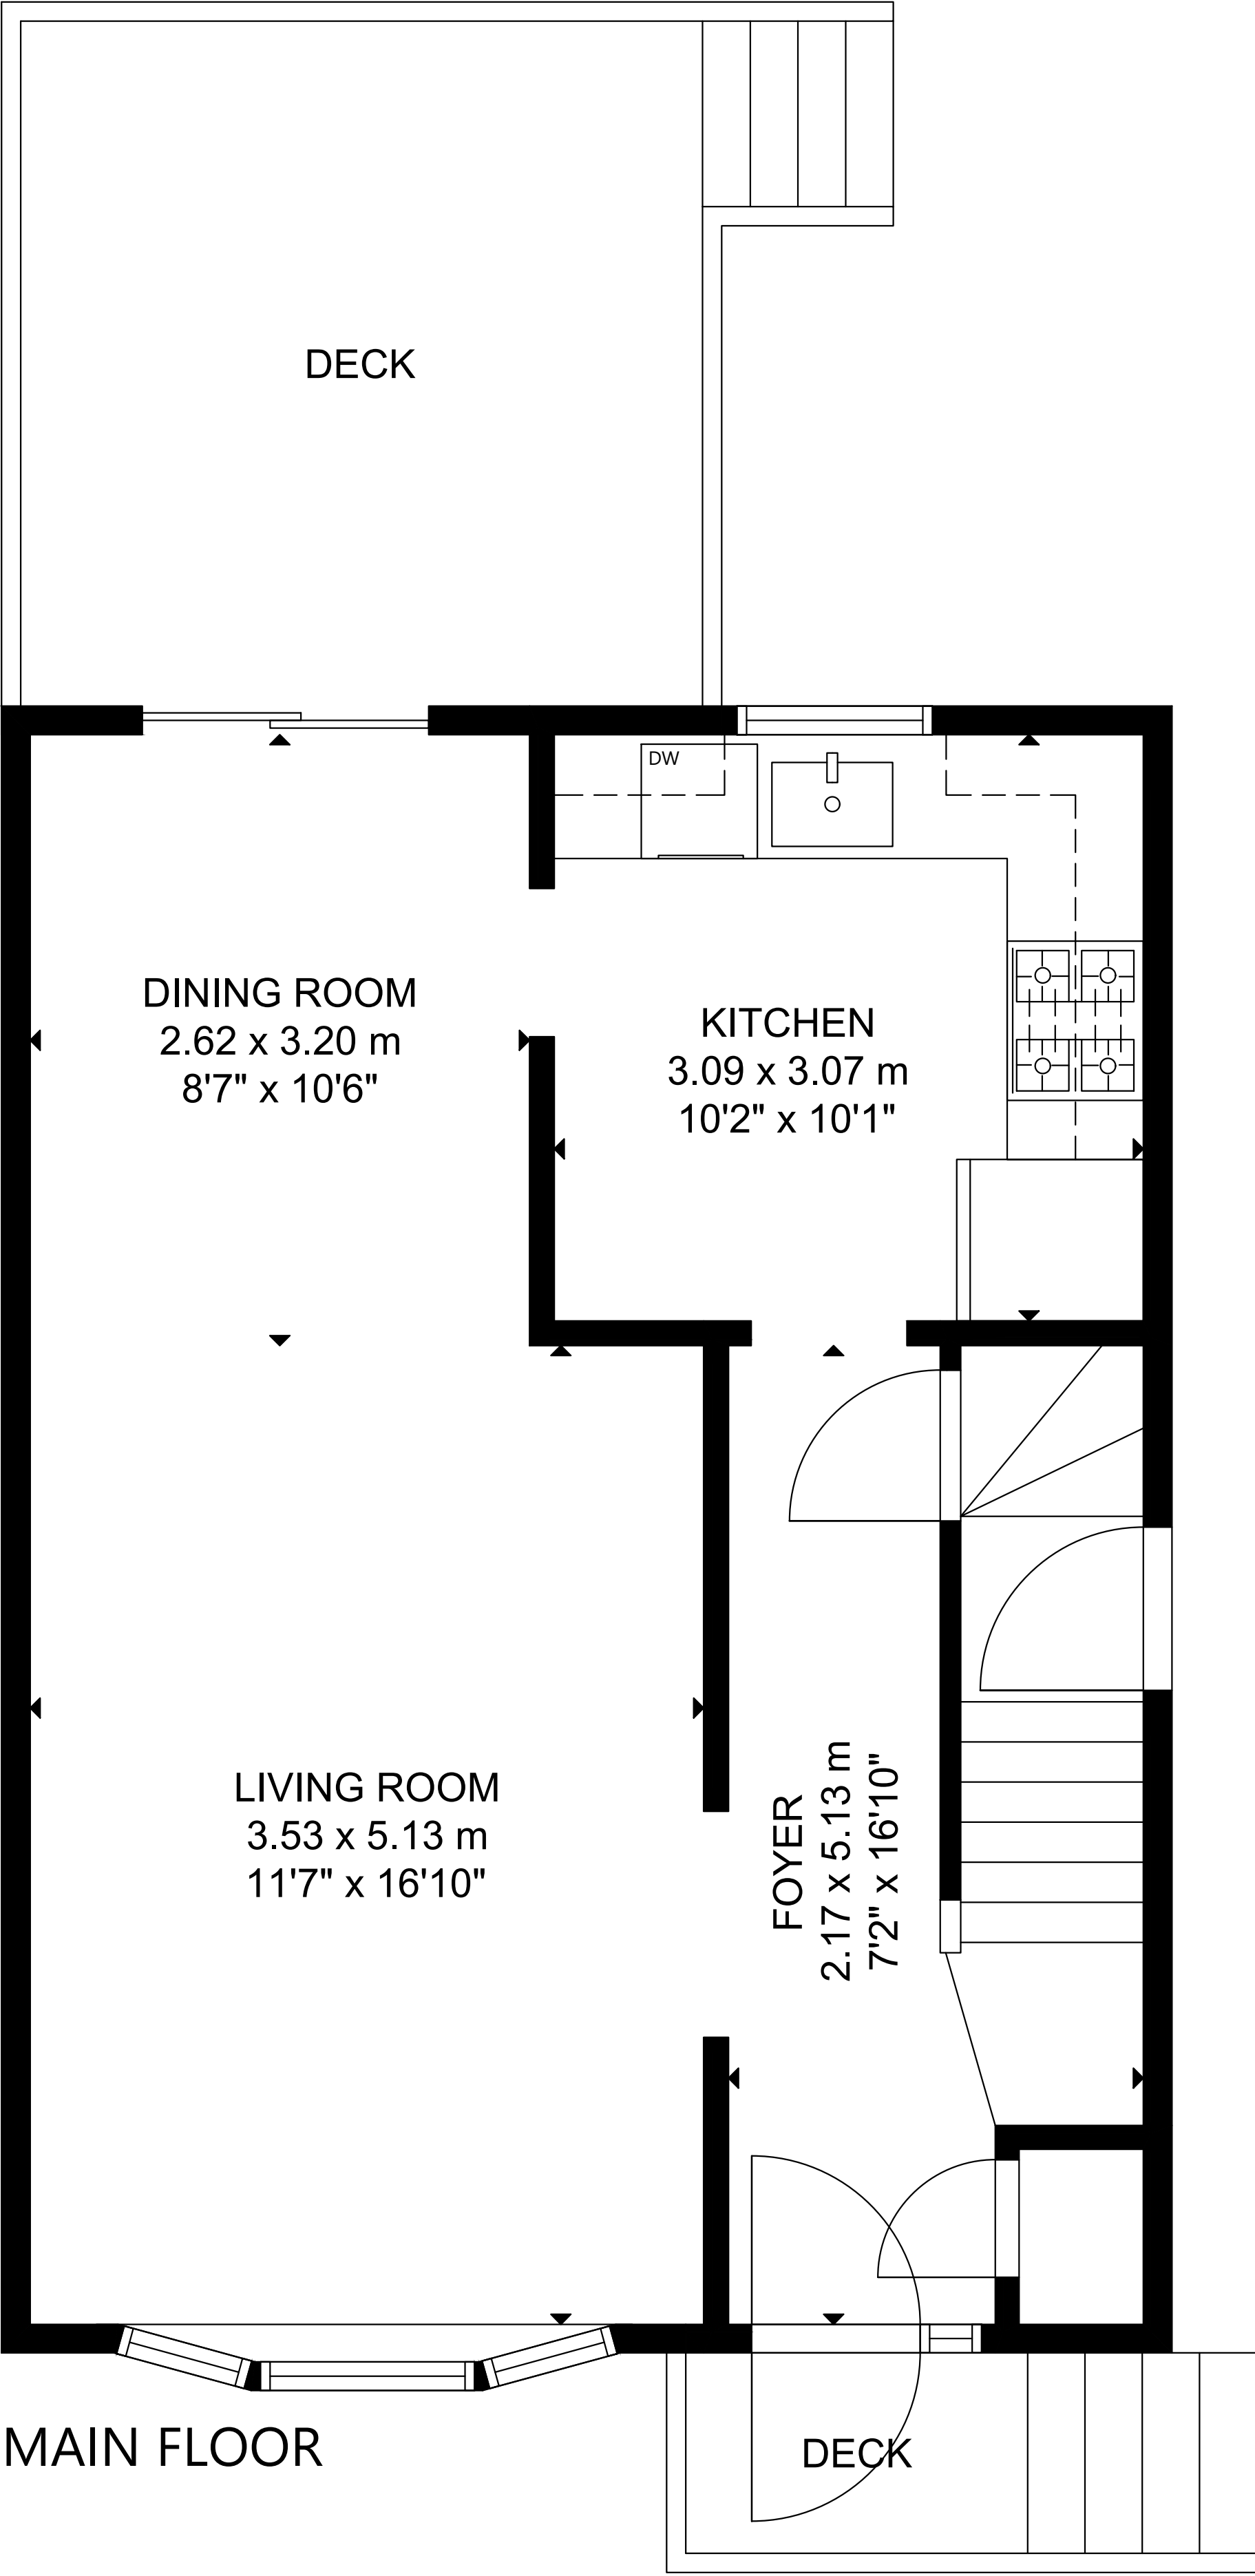 DECK
DW
DINING ROOM
2.62 x 3.20 m
8'7" x 10'6"
KITCHEN
3.09 x 3.07 m
10'2" x 10'1"
LIVING ROOM
3.53 x 5.13 m
11'7" x 16'10"
FOYER
2.17 x 5.13 m
7'2" x 16'10"
MAIN FLOOR
DECK